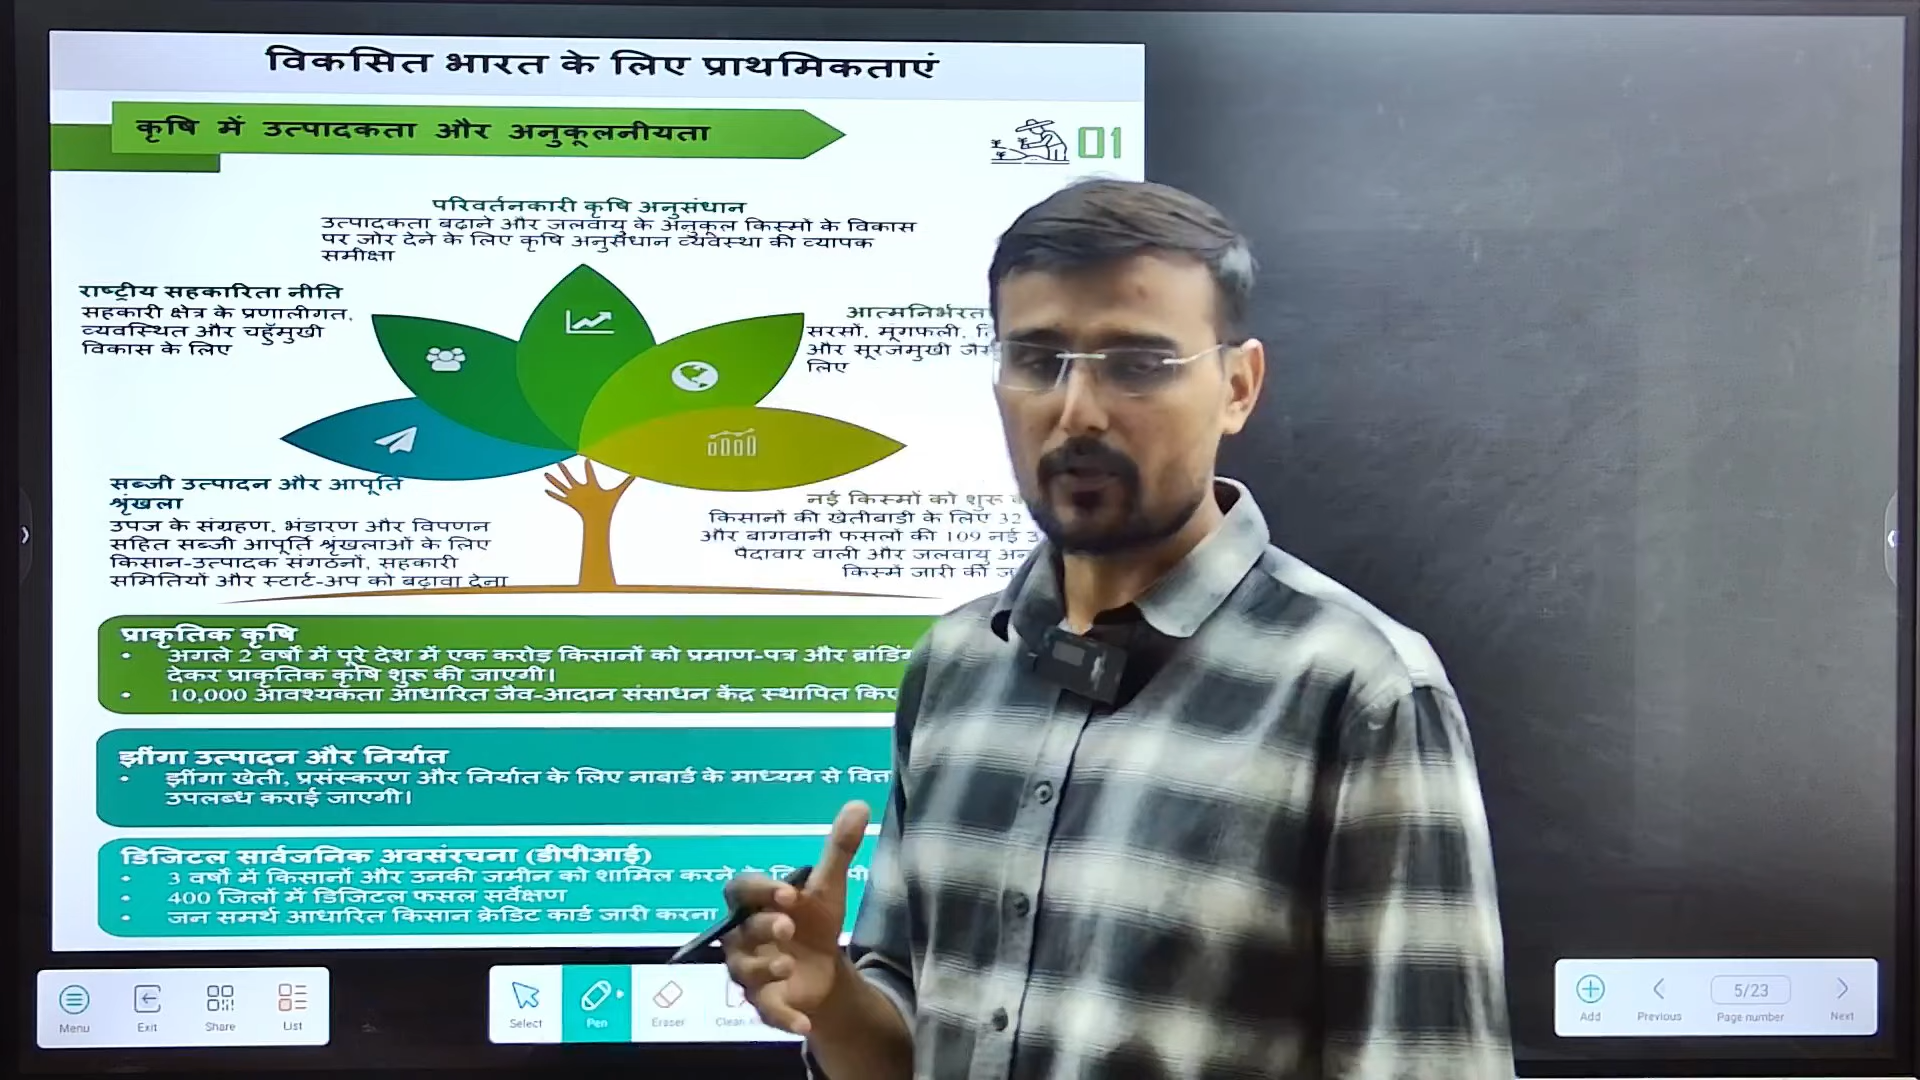 विकसित भारत के लिए प्राथमिकताएं
कृषि में उत्पादकता और अनुकूलनीयता
01
परिवर्तनकारी कृषि अनुसंधान
उत्पादकता बढ़ाने और जलवायु के अनुकूल किस्मों के विकास
पर जोर देने के लिए कृषि अनुसंधान व्यवस्था की व्यापक
समीक्षा
राष्ट्रीय सहकारिता नीति
सहकारी क्षेत्र के प्रणालीगत,
व्यवस्थित और चहुँमुखी
विकास के लिए
सरसों, मूंगफली,
और सूरजमुखी
लिए
सब्जी उत्पादन और आपूर्ति
श्रृंखला
उपज के संग्रहण, भंडारण और विपणन
सहित सब्जी आपूर्ति श्रृंखलाओं के लिए
किसान-उत्पादक संगठनों, सहकारी
समितियों और स्टार्ट-अप को बढ़ावा देना
नई किस्मों को शुरू
किसानों की खेतीबाड़ी के लिए 32
और बागवानी फसलों की 109 नई
पैदावार वाली और जलवायु
किस्में जारी की
प्राकृतिक कृषि
• अगले 2 वर्षों में पूरे देश में एक करोड़ किसानों को प्रमाण-पत्र और
देकर प्राकृतिक कृषि शुरू की जाएगी।
• 10,000 आवश्यकता आधारित जैव-आदान संसाधन केंद्र स्थापित
झींगा उत्पादन और निर्यात
• झींगा खेती, प्रसंस्करण और निर्यात के लिए नाबार्ड के माध्यम से
उपलब्ध कराई जाएगी।
डिजिटल सार्वजनिक अवसंरचना (डीपीआई)
• 3 वर्षों में किसानों और उनकी जमीन को शामिल करने के
• 400 जिलों में डिजिटल फसल सर्वेक्षण
• जन समर्थ आधारित किसान क्रेडिट कार्ड जारी करना
Menu Exit Share List
Select Pen Eraser Clean
Add Previous 5/23 Page number Next